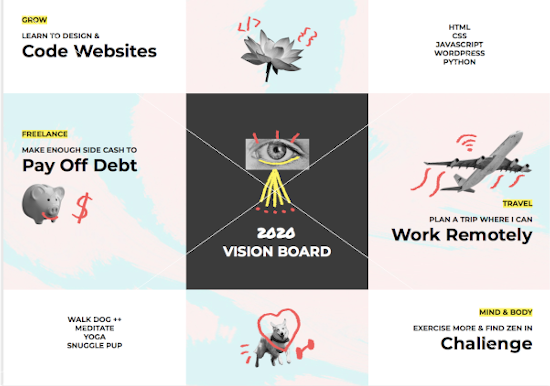 GROW
LEARN TO DESIGN &
Code Websites
</>
{ }
HTML
CSS
JAVASCRIPT
WORDPRESS
PYTHON
FREELANCE
MAKE ENOUGH SIDE CASH TO
Pay Off Debt
$
2020
VISION BOARD
TRAVEL
PLAN A TRIP WHERE I CAN
Work Remotely
WALK DOG ++
MEDITATE
YOGA
SNUGGLE PUP
MIND & BODY
EXERCISE MORE & FIND ZEN IN
Chalienge